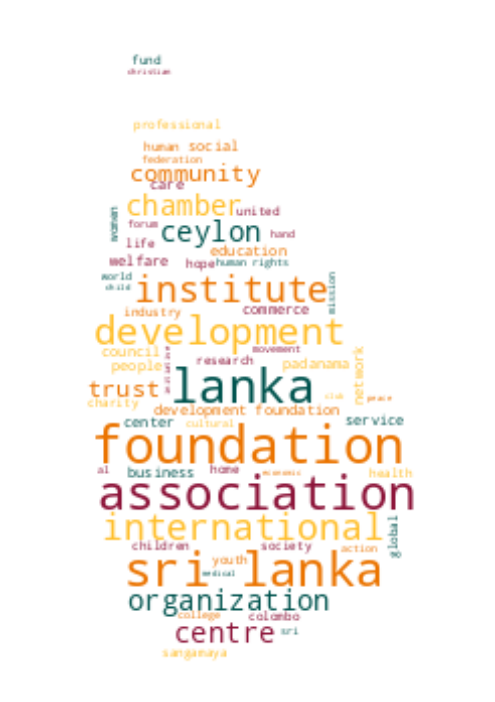 fund
christian
professional
human social
federation
community
care
chamber
united
women
forum
ceylon
hand
life
education
welfare
hope
human rights
world
child
institute
mission
industry
commerce
development
council
movement
people
initiative
research
padanama
network
trust
lanka
charity
club
peace
development foundation
center
cultural
service
foundation
al
business
home
economic
health
association
international
global
children
society
action
youth
sri lanka
medical
organization
college
colombo
centre
sri
sangamaya